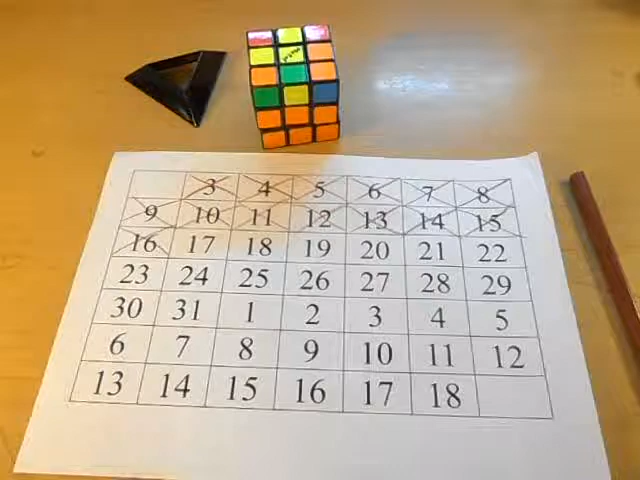 3 4 5 6 7 8
9 10 11 12 13 14 15
16 17 18 19 20 21 22
23 24 25 26 27 28 29
30 31 1 2 3 4 5
6 7 8 9 10 11 12
13 14 15 16 17 18